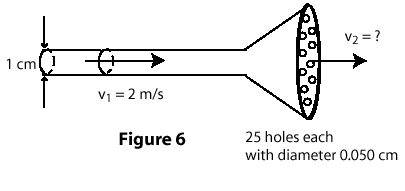 v₂ = ?
1 cm
v₁ = 2 m/s
Figure 6
25 holes each
with diameter 0.050 cm